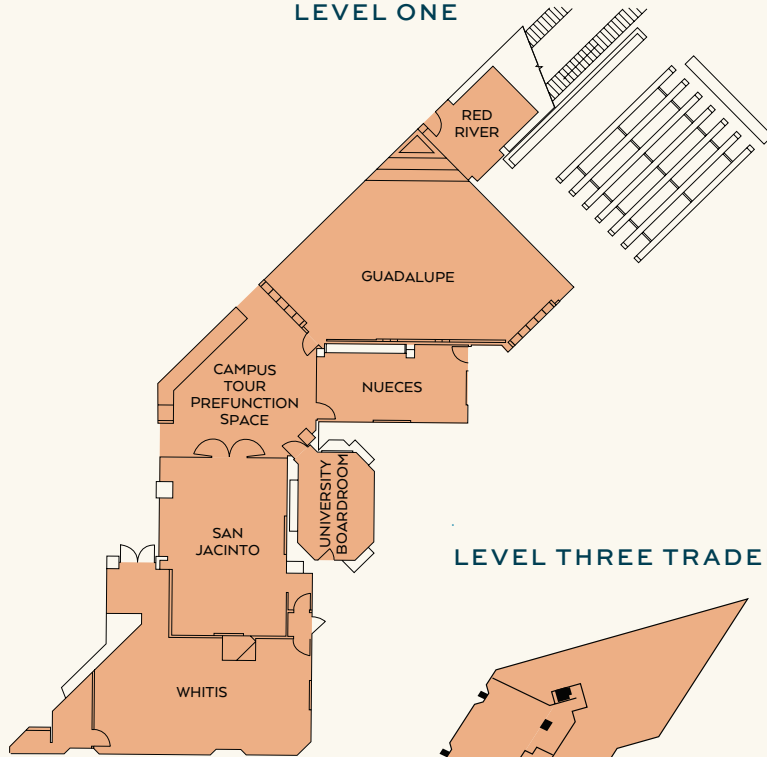 LEVEL ONE
RED
RIVER
GUADALUPE
CAMPUS
TOUR
PREFUNCTION
SPACE
NUECES
UNIVERSITY
BOARDROOM
SAN
JACINTO
LEVEL THREE TRADE
WHITIS